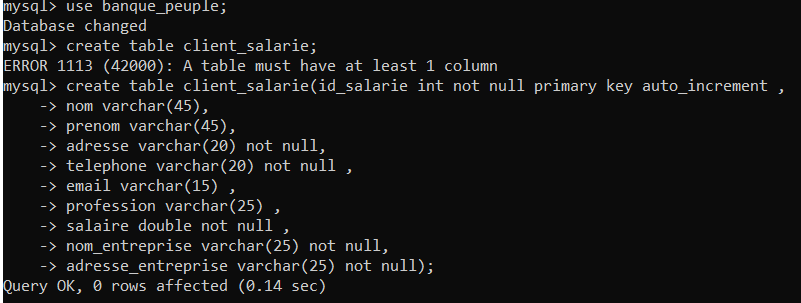 mysql> use banque_peuple;
Database changed
mysql> create table client_salarie;
ERROR 1113 (42000): A table must have at least 1 column
mysql> create table client_salarie(id_salarie int not null primary key auto_increment ,
    -> nom varchar(45),
    -> prenom varchar(45),
    -> adresse varchar(20) not null,
    -> telephone varchar(20) not null ,
    -> email varchar(15) ,
    -> profession varchar(25) ,
    -> salaire double not null ,
    -> nom_entreprise varchar(25) not null,
    -> adresse_entreprise varchar(25) not null);
Query OK, 0 rows affected (0.14 sec)